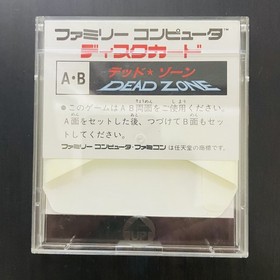 ファミリー コンピュータ™
ディスクカード
A・B
デッド★ゾーン
DEAD ZONE
●このゲームはAB両面をご使用ください。
A面をセットした後、つづけてB面もセッ
トしてください。
ファミリー コンピュータ・ファミコンは任天堂の商標です。